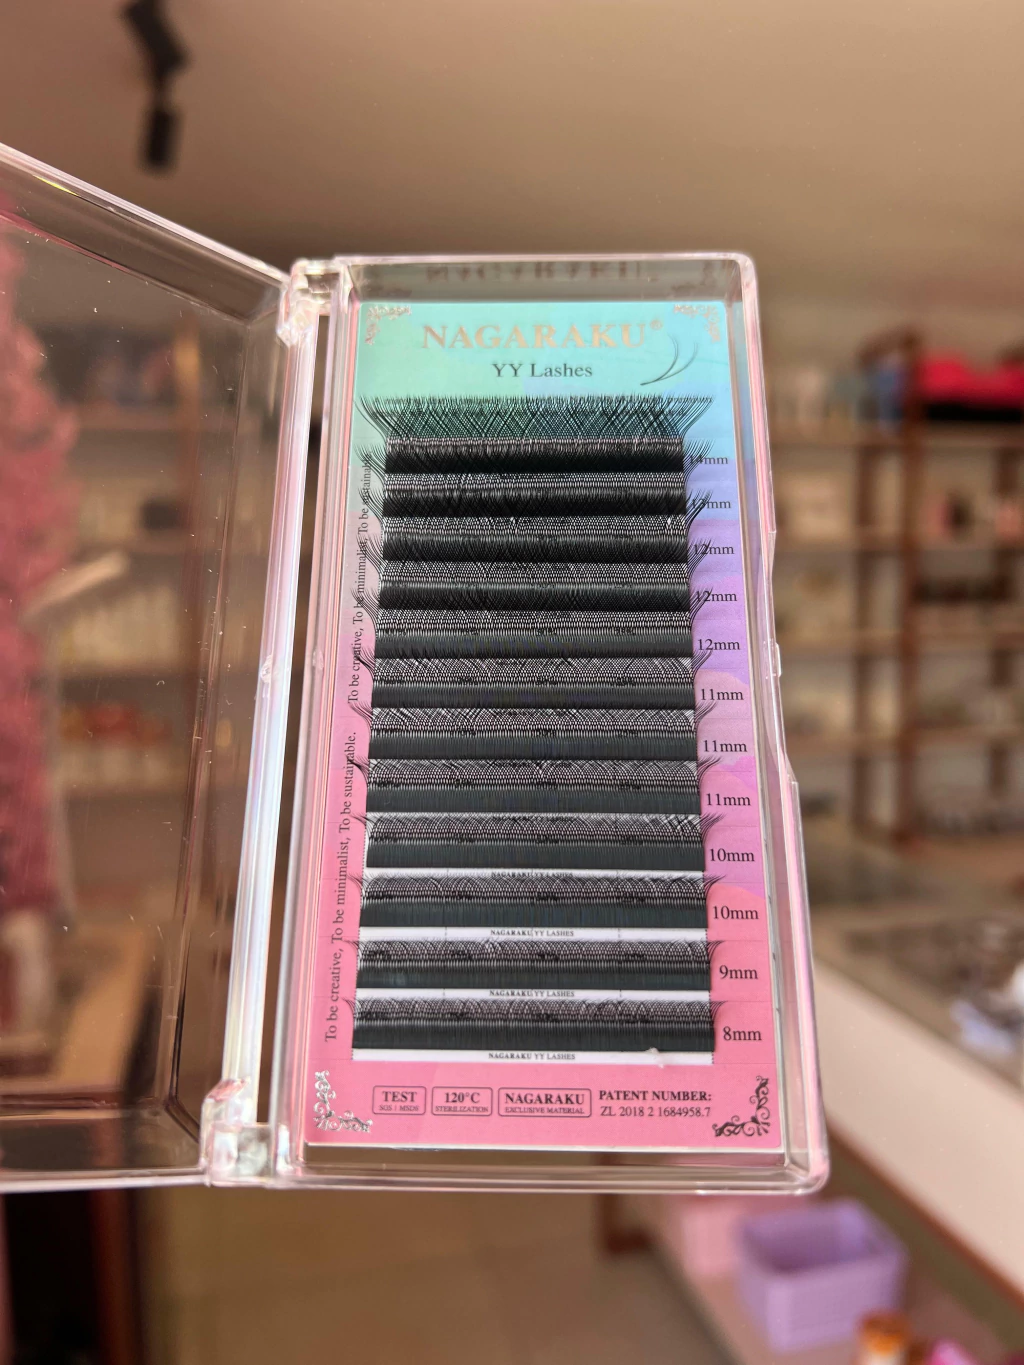 NAGARAKU®
YY Lashes
14mm
13mm
12mm
12mm
12mm
11mm
11mm
11mm
10mm
10mm
9mm
8mm
To be creative, To be minimalist, To be sustainable.
To be creative, To be minimalist, To be sustainable.
NAGARAKU YY LASHES
NAGARAKU YY LASHES
NAGARAKU YY LASHES
NAGARAKU YY LASHES
TEST
SGS | MSDS
120°C
STERILIZATION
NAGARAKU
EXCLUSIVE MATERIAL
PATENT NUMBER:
ZL 2018 2 1684958.7